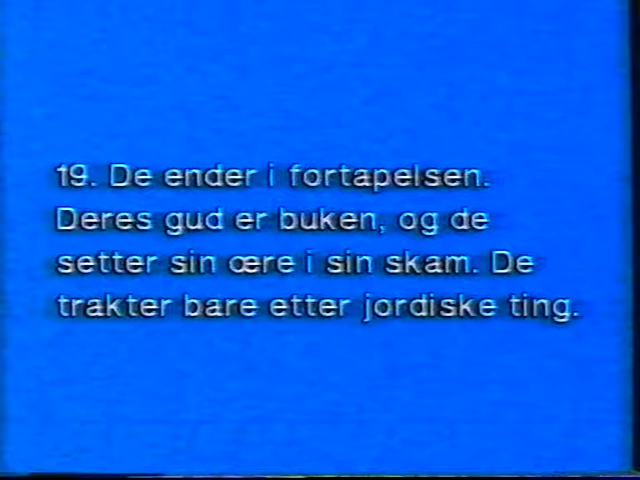 19. De ender i fortapelsen.
Deres gud er buken, og de
setter sin ære i sin skam. De
trakter bare etter jordiske ting.